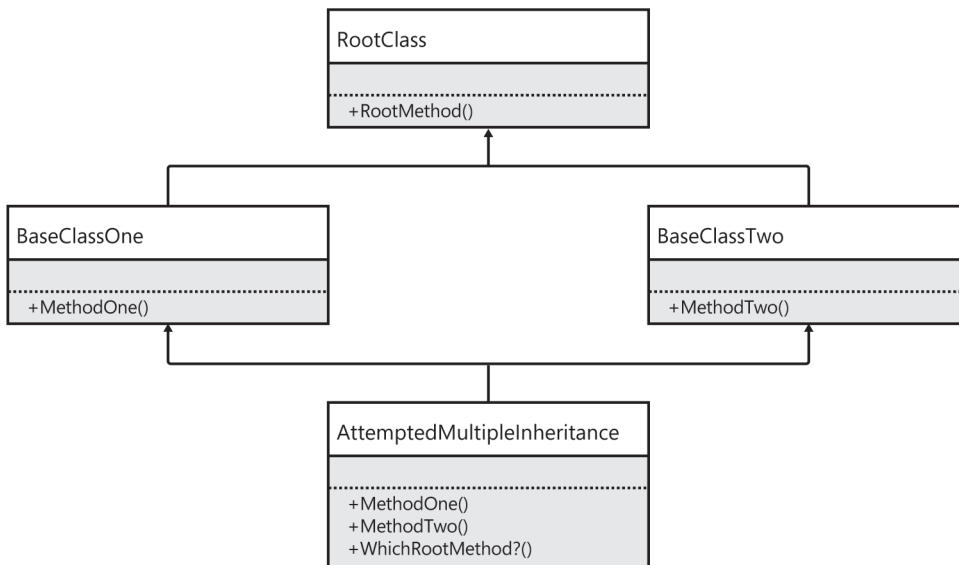 RootClass
+RootMethod()
BaseClassOne
+MethodOne()
BaseClassTwo
+MethodTwo()
AttemptedMultipleInheritance
+MethodOne()
+MethodTwo()
+WhichRootMethod?()